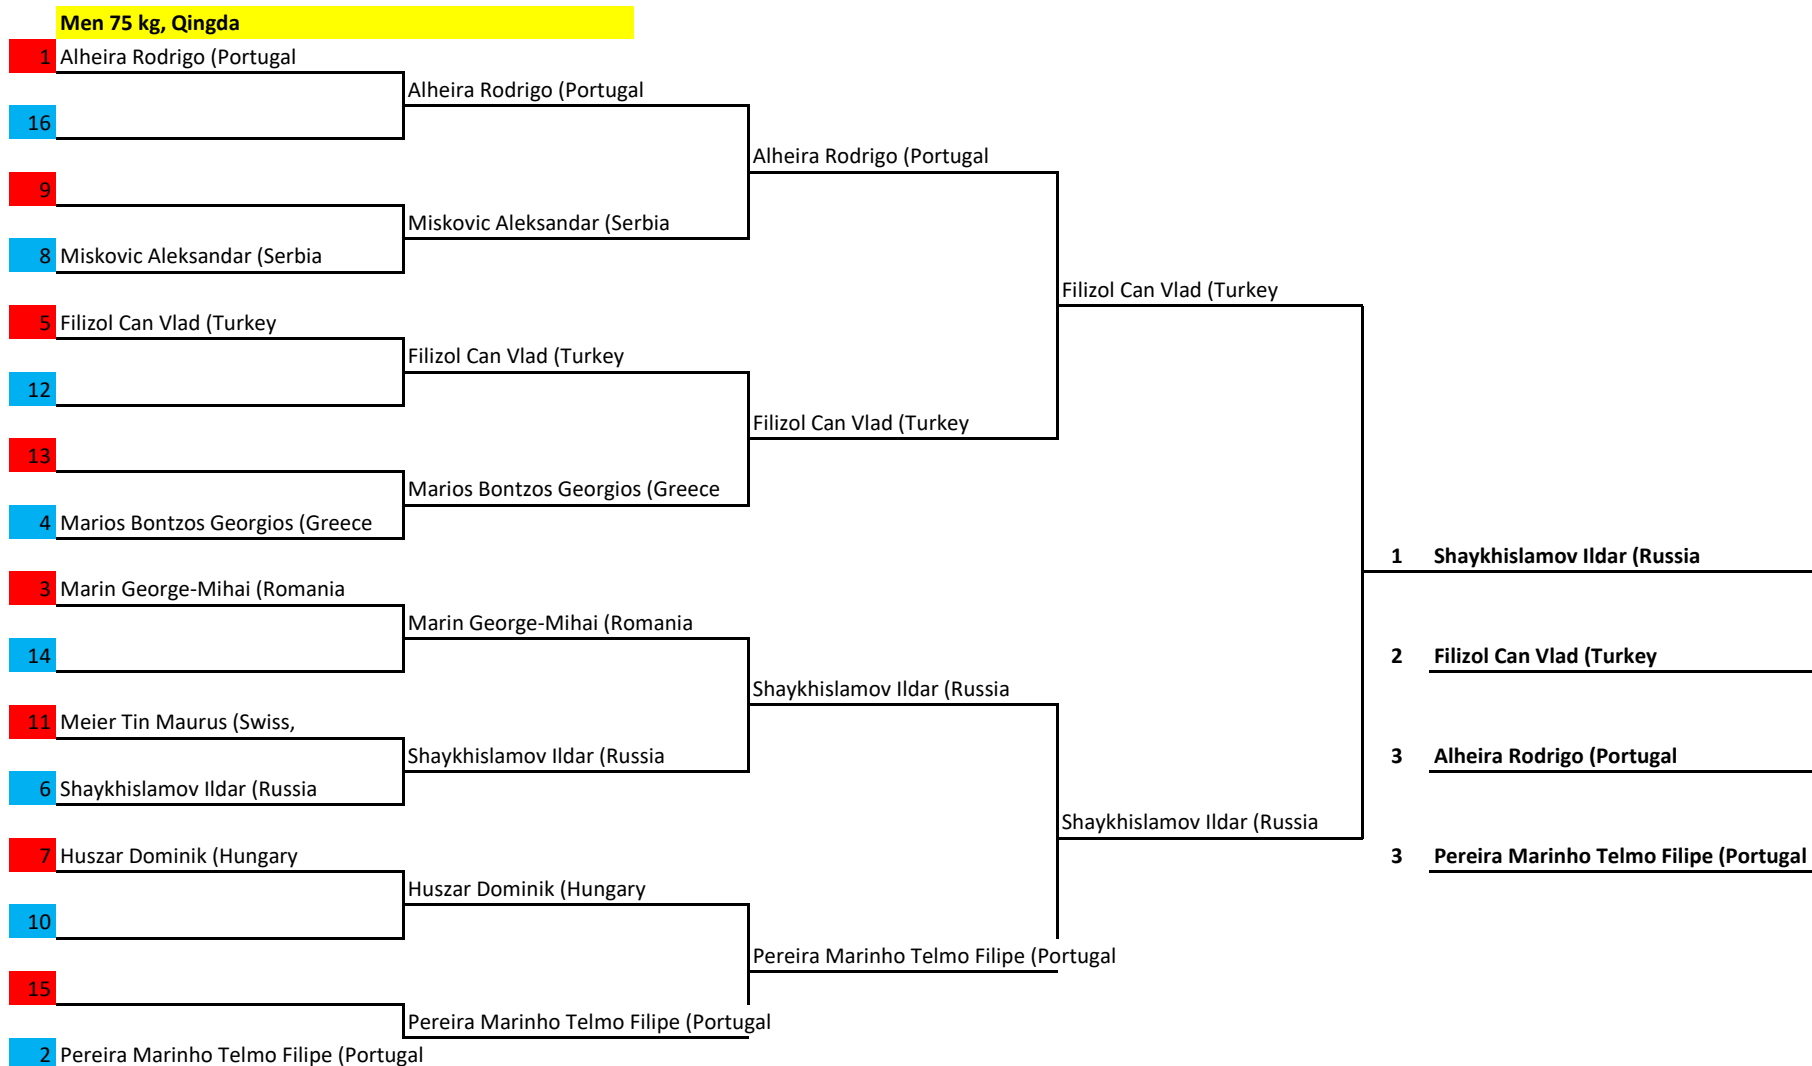 Men 75 kg, Qingda
1 Alheira Rodrigo (Portugal
Alheira Rodrigo (Portugal
16
Alheira Rodrigo (Portugal
9
Miskovic Aleksandar (Serbia
8 Miskovic Aleksandar (Serbia
Filizol Can Vlad (Turkey
5 Filizol Can Vlad (Turkey
Filizol Can Vlad (Turkey
12
Filizol Can Vlad (Turkey
13
Marios Bontzos Georgios (Greece
4 Marios Bontzos Georgios (Greece
1 Shaykhislamov Ildar (Russia
3 Marin George-Mihai (Romania
Marin George-Mihai (Romania
14
2 Filizol Can Vlad (Turkey
Shaykhislamov Ildar (Russia
11 Meier Tin Maurus (Swiss,
Shaykhislamov Ildar (Russia
3 Alheira Rodrigo (Portugal
6 Shaykhislamov Ildar (Russia
Shaykhislamov Ildar (Russia
7 Huszar Dominik (Hungary
3 Pereira Marinho Telmo Filipe (Portugal
Huszar Dominik (Hungary
10
Pereira Marinho Telmo Filipe (Portugal
15
Pereira Marinho Telmo Filipe (Portugal
2 Pereira Marinho Telmo Filipe (Portugal